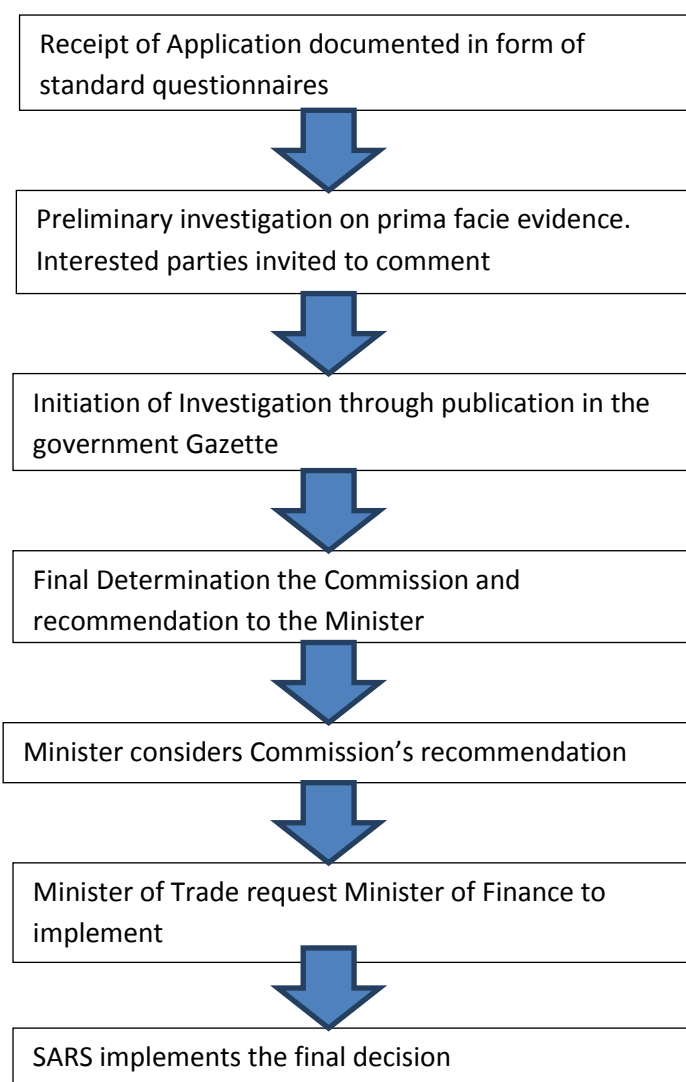 Receipt of Application documented in form of
standard questionnaires
Preliminary investigation on prima facie evidence.
Interested parties invited to comment
Initiation of Investigation through publication in the
government Gazette
Final Determination the Commission and
recommendation to the Minister
Minister considers Commission’s recommendation
Minister of Trade request Minister of Finance to
implement
SARS implements the final decision